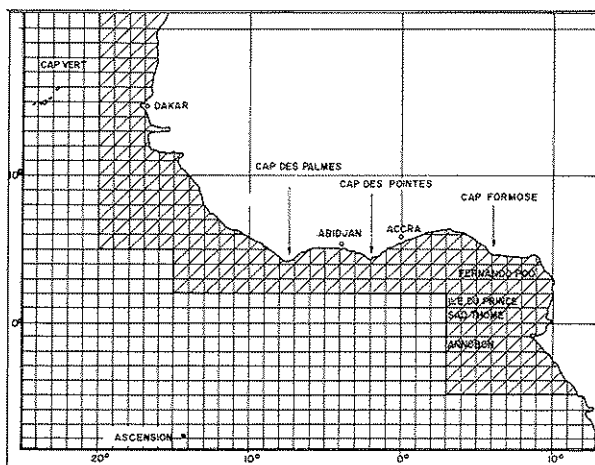 CAP VERT
DAKAR
CAP DES PALMES
10°
CAP DES POINTES
CAP FORMOSE
ABIDJAN
ACCRA
FERNANDO POO
ILE DU PRINCE
SAO THOME
0°
ANNOBON
ASCENSION
20°
10°
0°
10°